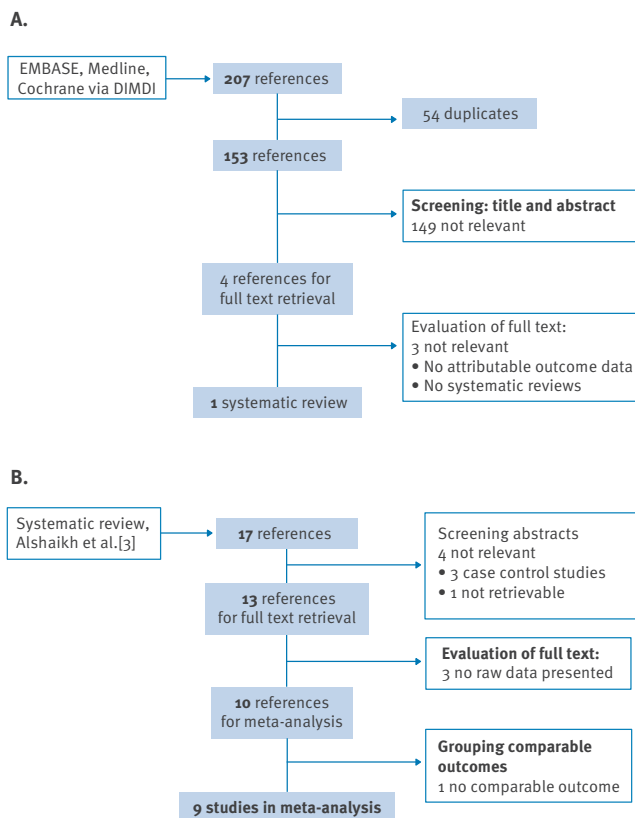 A.
EMBASE, Medline,
Cochrane via DIMDI
207 references
54 duplicates
153 references
Screening: title and abstract
149 not relevant
4 references for
full text retrieval
Evaluation of full text:
3 not relevant
• No attributable outcome data
• No systematic reviews
1 systematic review
B.
Systematic review,
Alshaikh et al.[3]
17 references
Screening abstracts
4 not relevant
• 3 case control studies
• 1 not retrievable
13 references
for full text retrieval
Evaluation of full text:
3 no raw data presented
10 references
for meta-analysis
Grouping comparable
outcomes
1 no comparable outcome
9 studies in meta-analysis